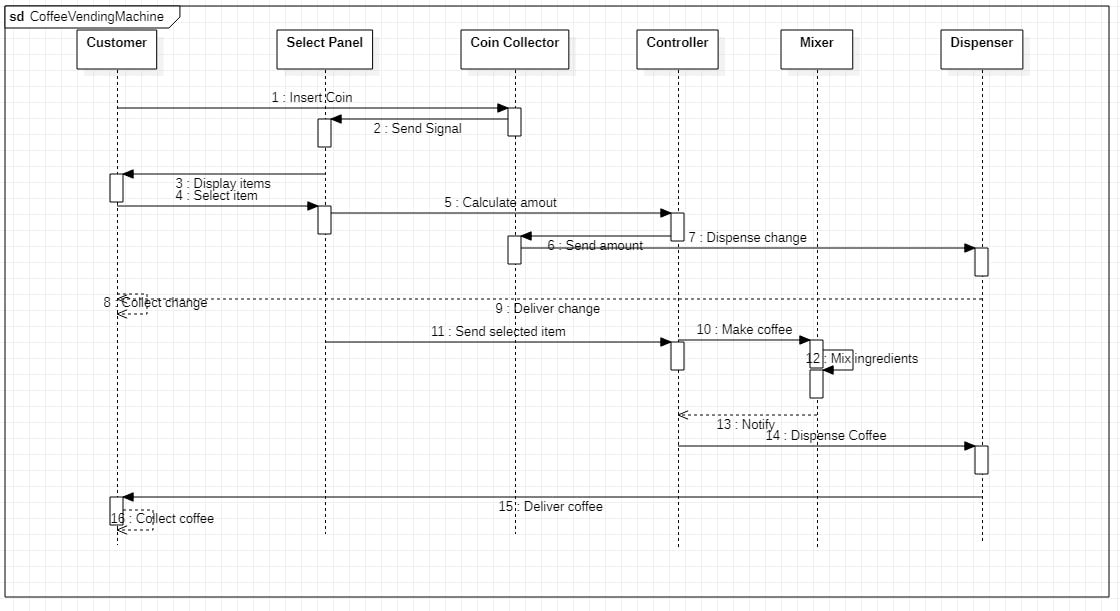 sd CoffeeVendingMachine
Customer
Select Panel
Coin Collector
Controller
Mixer
Dispenser
1 : Insert Coin
2 : Send Signal
3 : Display items
4 : Select item
5 : Calculate amout
6 : Send amount
7 : Dispense change
8 : Collect change
9 : Deliver change
10 : Make coffee
11 : Send selected item
12 : Mix ingredients
13 : Notify
14 : Dispense Coffee
15 : Deliver coffee
16 : Collect coffee